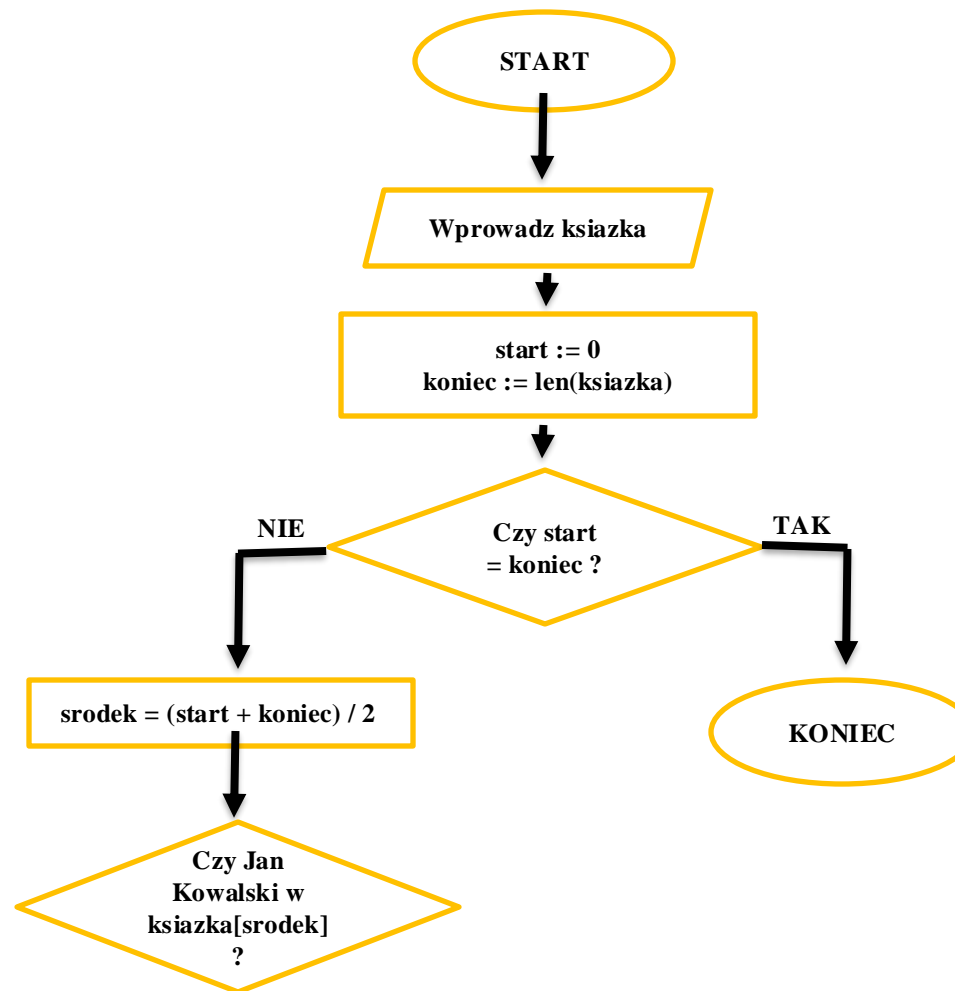 START
Wprowadz ksiazka
start := 0
koniec := len(ksiazka)
Czy start
= koniec ?
NIE
TAK
srodek = (start + koniec) / 2
KONIEC
Czy Jan
Kowalski w
ksiazka[srodek]
?